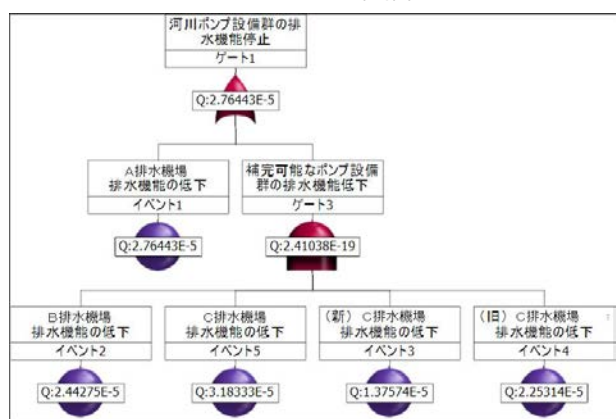 河川ポンプ設備群の排
水機能停止
ゲート1
Q:2.76443E-5
A排水機場
排水機能の低下
イベント1
Q:2.76443E-5
補完可能なポンプ設備
群の排水機能低下
ゲート3
Q:2.41038E-19
B排水機場
排水機能の低下
イベント2
Q:2.44275E-5
C排水機場
排水機能の低下
イベント5
Q:3.18333E-5
(新) C排水機場
排水機能の低下
イベント3
Q:1.37574E-5
(旧) C排水機場
排水機能の低下
イベント4
Q:2.25314E-5